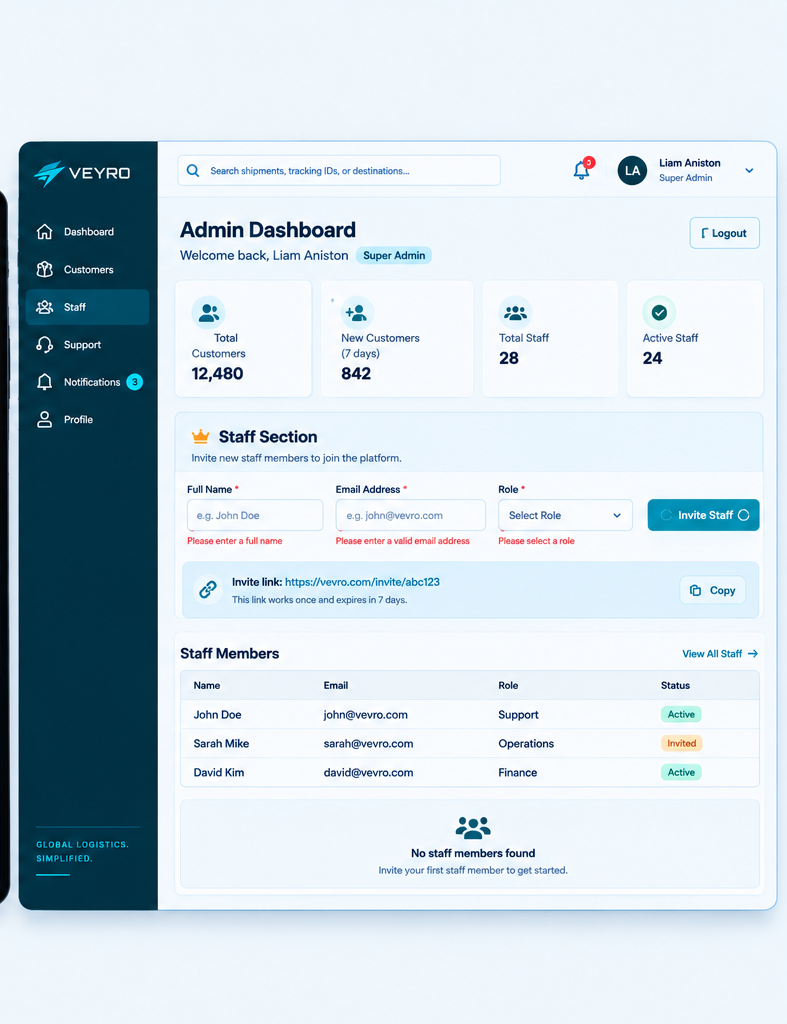 VEYRO
Search shipments, tracking IDs, or destinations...
3
LA
Liam Aniston
Super Admin
Dashboard
Customers
Staff
Support
Notifications 3
Profile
GLOBAL LOGISTICS.
SIMPLIFIED.
Admin Dashboard
Welcome back, Liam Aniston Super Admin
Logout
Total
Customers
12,480
New Customers
(7 days)
842
Total Staff
28
Active Staff
24
Staff Section
Invite new staff members to join the platform.
Full Name *
e.g. John Doe
Please enter a full name
Email Address *
e.g. john@vevro.com
Please enter a valid email address
Role *
Select Role
Please select a role
Invite Staff
Invite link: https://vevro.com/invite/abc123
This link works once and expires in 7 days.
Copy
Staff Members
View All Staff →
Name Email Role Status
John Doe john@vevro.com Support Active
Sarah Mike sarah@vevro.com Operations Invited
David Kim david@vevro.com Finance Active
No staff members found
Invite your first staff member to get started.